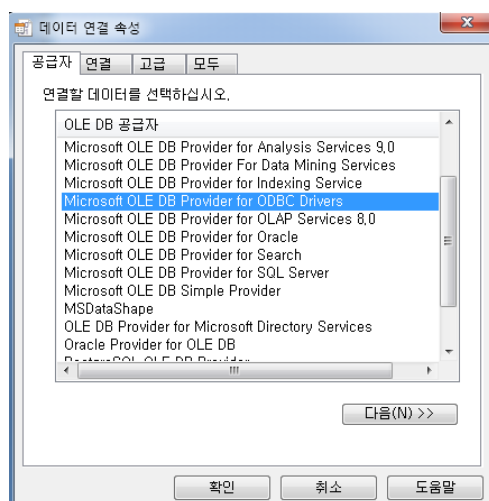 데이터 연결 속성
공급자 연결 고급 모두
연결할 데이터를 선택하십시오.
OLE DB 공급자
Microsoft OLE DB Provider for Analysis Services 9.0
Microsoft OLE DB Provider For Data Mining Services
Microsoft OLE DB Provider for Indexing Service
Microsoft OLE DB Provider for ODBC Drivers
Microsoft OLE DB Provider for OLAP Services 8.0
Microsoft OLE DB Provider for Oracle
Microsoft OLE DB Provider for Search
Microsoft OLE DB Provider for SQL Server
Microsoft OLE DB Simple Provider
MSDataShape
OLE DB Provider for Microsoft Directory Services
Oracle Provider for OLE DB
PostgreSQL OLE DB Provider
다음(N) >>
확인 취소 도움말